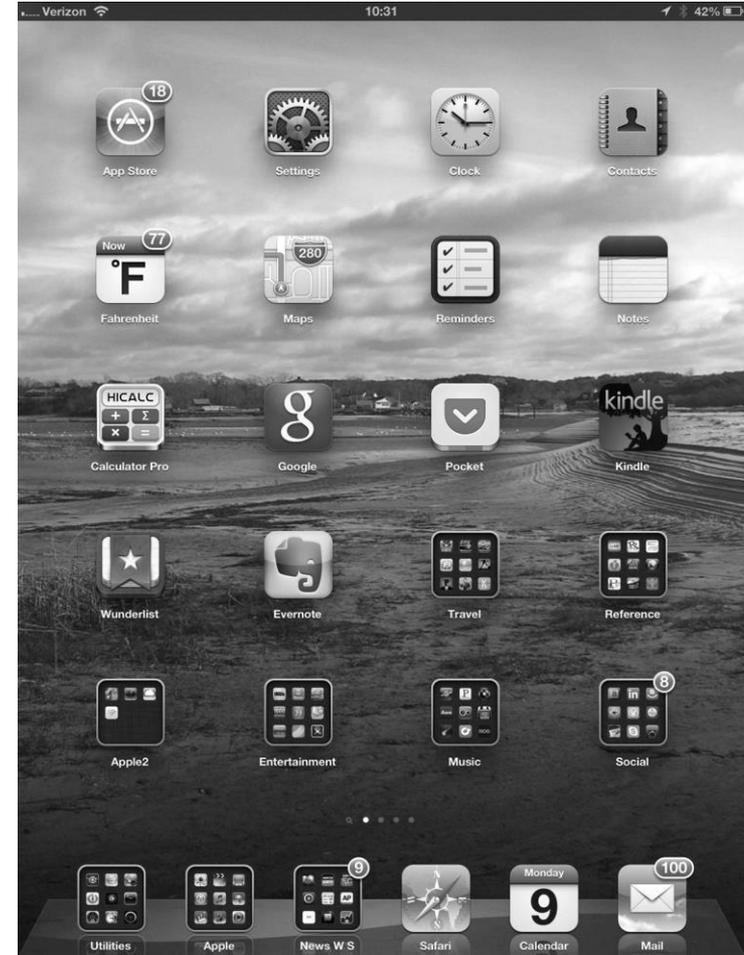 Verizon 10:31 42%
18
App Store Settings Clock Contacts
Now 77 280
°F
Fahrenheit Maps Reminders Notes
HICALC kindle
+ Σ g
× =
Calculator Pro Google Pocket Kindle
Wunderlist Evernote Travel Reference
8
P in
Apple2 Entertainment Music Social
9 Monday 100
AP 9
Utilities Apple News W S Safari Calendar Mail